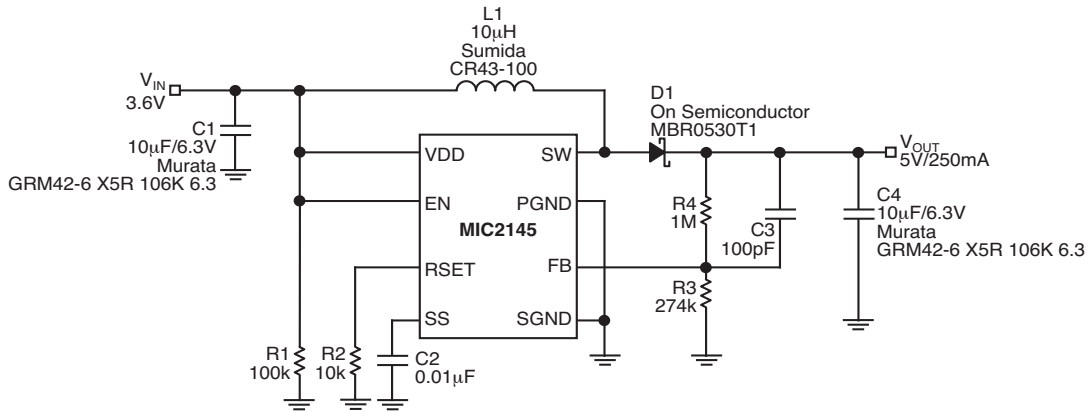 L1
10µH
Sumida
CR43-100
VIN
3.6V
C1
10µF/6.3V
Murata
GRM42-6 X5R 106K 6.3
D1
On Semiconductor
MBR0530T1
VOUT
5V/250mA
VDD
SW
EN
PGND
MIC2145
RSET
FB
SS
SGND
R4
1M
C3
100pF
C4
10µF/6.3V
Murata
GRM42-6 X5R 106K 6.3
R3
274k
R1
100k
R2
10k
C2
0.01µF